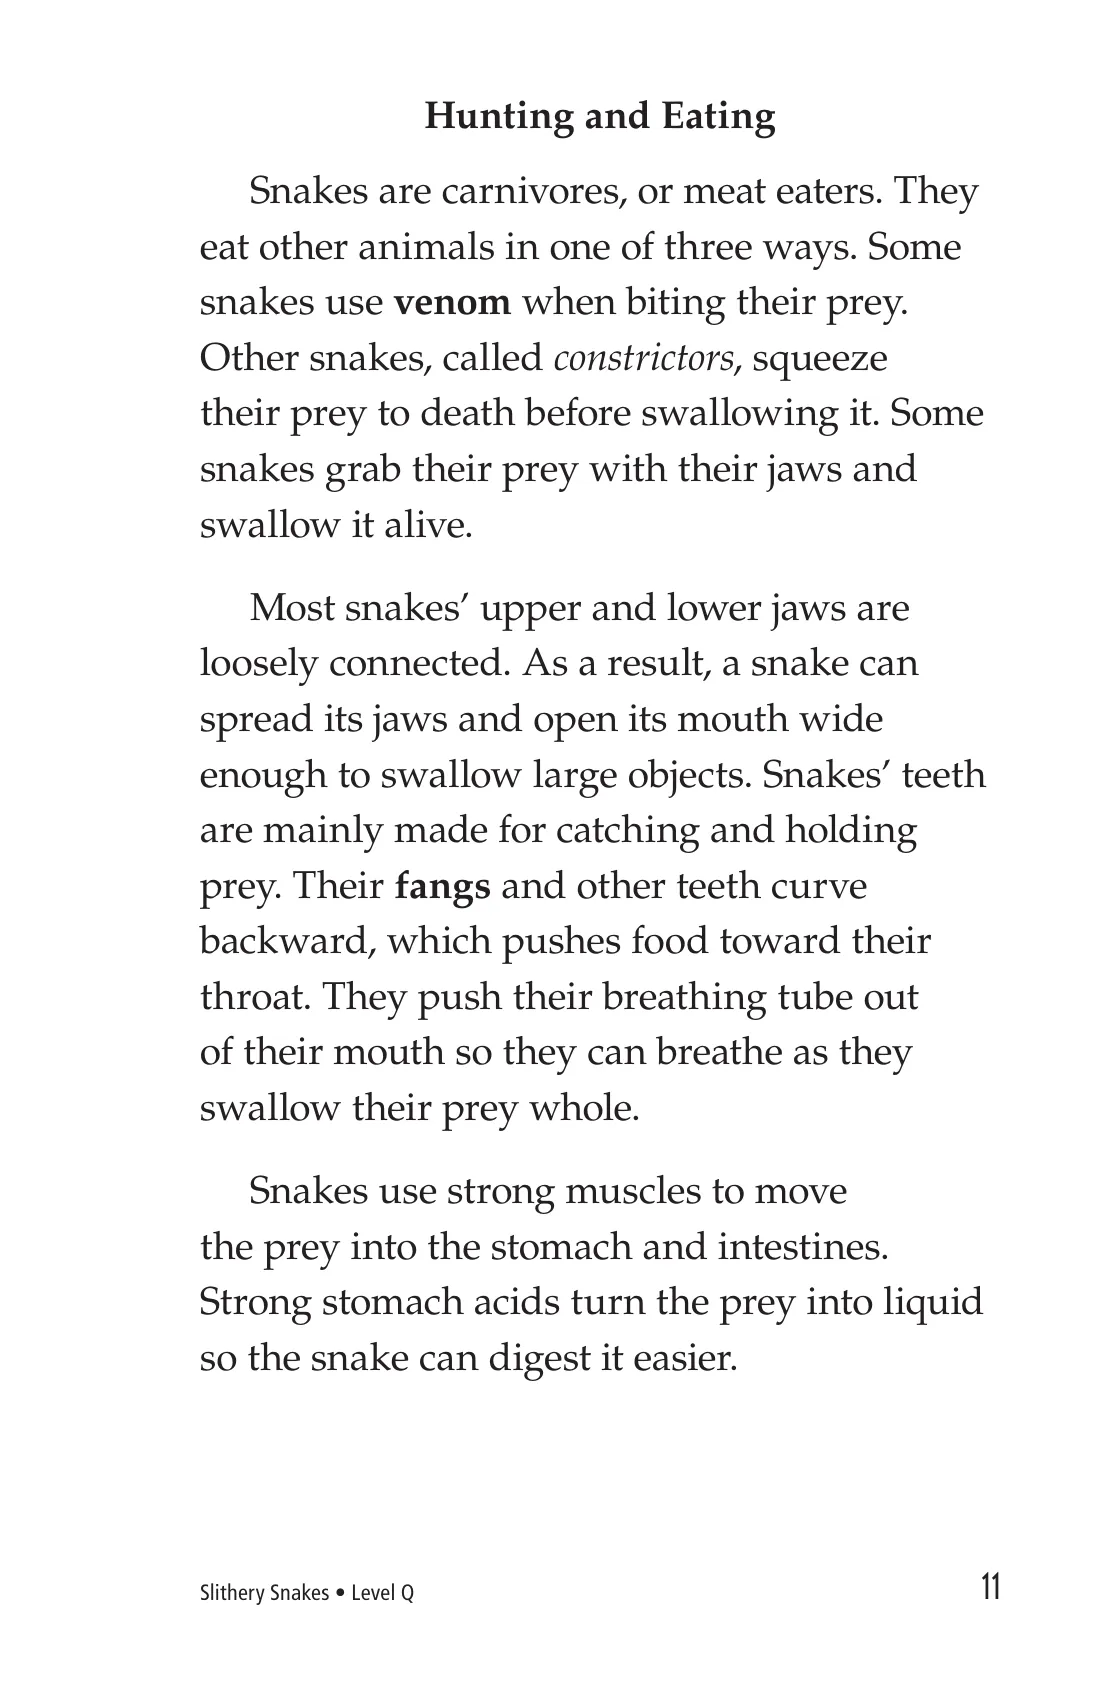 Hunting and Eating
Snakes are carnivores, or meat eaters. They
eat other animals in one of three ways. Some
snakes use venom when biting their prey.
Other snakes, called constrictors, squeeze
their prey to death before swallowing it. Some
snakes grab their prey with their jaws and
swallow it alive.
Most snakes’ upper and lower jaws are
loosely connected. As a result, a snake can
spread its jaws and open its mouth wide
enough to swallow large objects. Snakes’ teeth
are mainly made for catching and holding
prey. Their fangs and other teeth curve
backward, which pushes food toward their
throat. They push their breathing tube out
of their mouth so they can breathe as they
swallow their prey whole.
Snakes use strong muscles to move
the prey into the stomach and intestines.
Strong stomach acids turn the prey into liquid
so the snake can digest it easier.
Slithery Snakes • Level Q
11